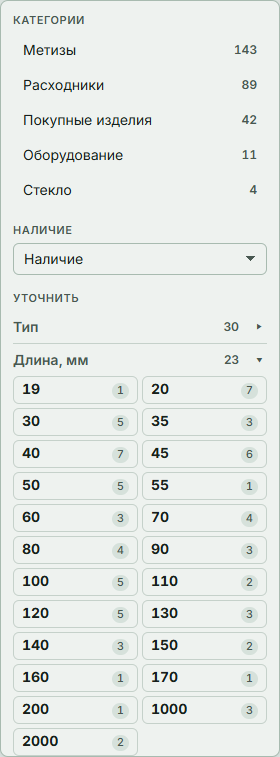 КАТЕГОРИИ
Метизы 143
Расходники 89
Покупные изделия 42
Оборудование 11
Стекло 4
НАЛИЧИЕ
Наличие
УТОЧНИТЬ
Тип 30
Длина, мм 23
19 1 20 7
30 5 35 3
40 7 45 6
50 5 55 1
60 3 70 4
80 4 90 3
100 5 110 2
120 5 130 3
140 3 150 2
160 1 170 1
200 1 1000 3
2000 2